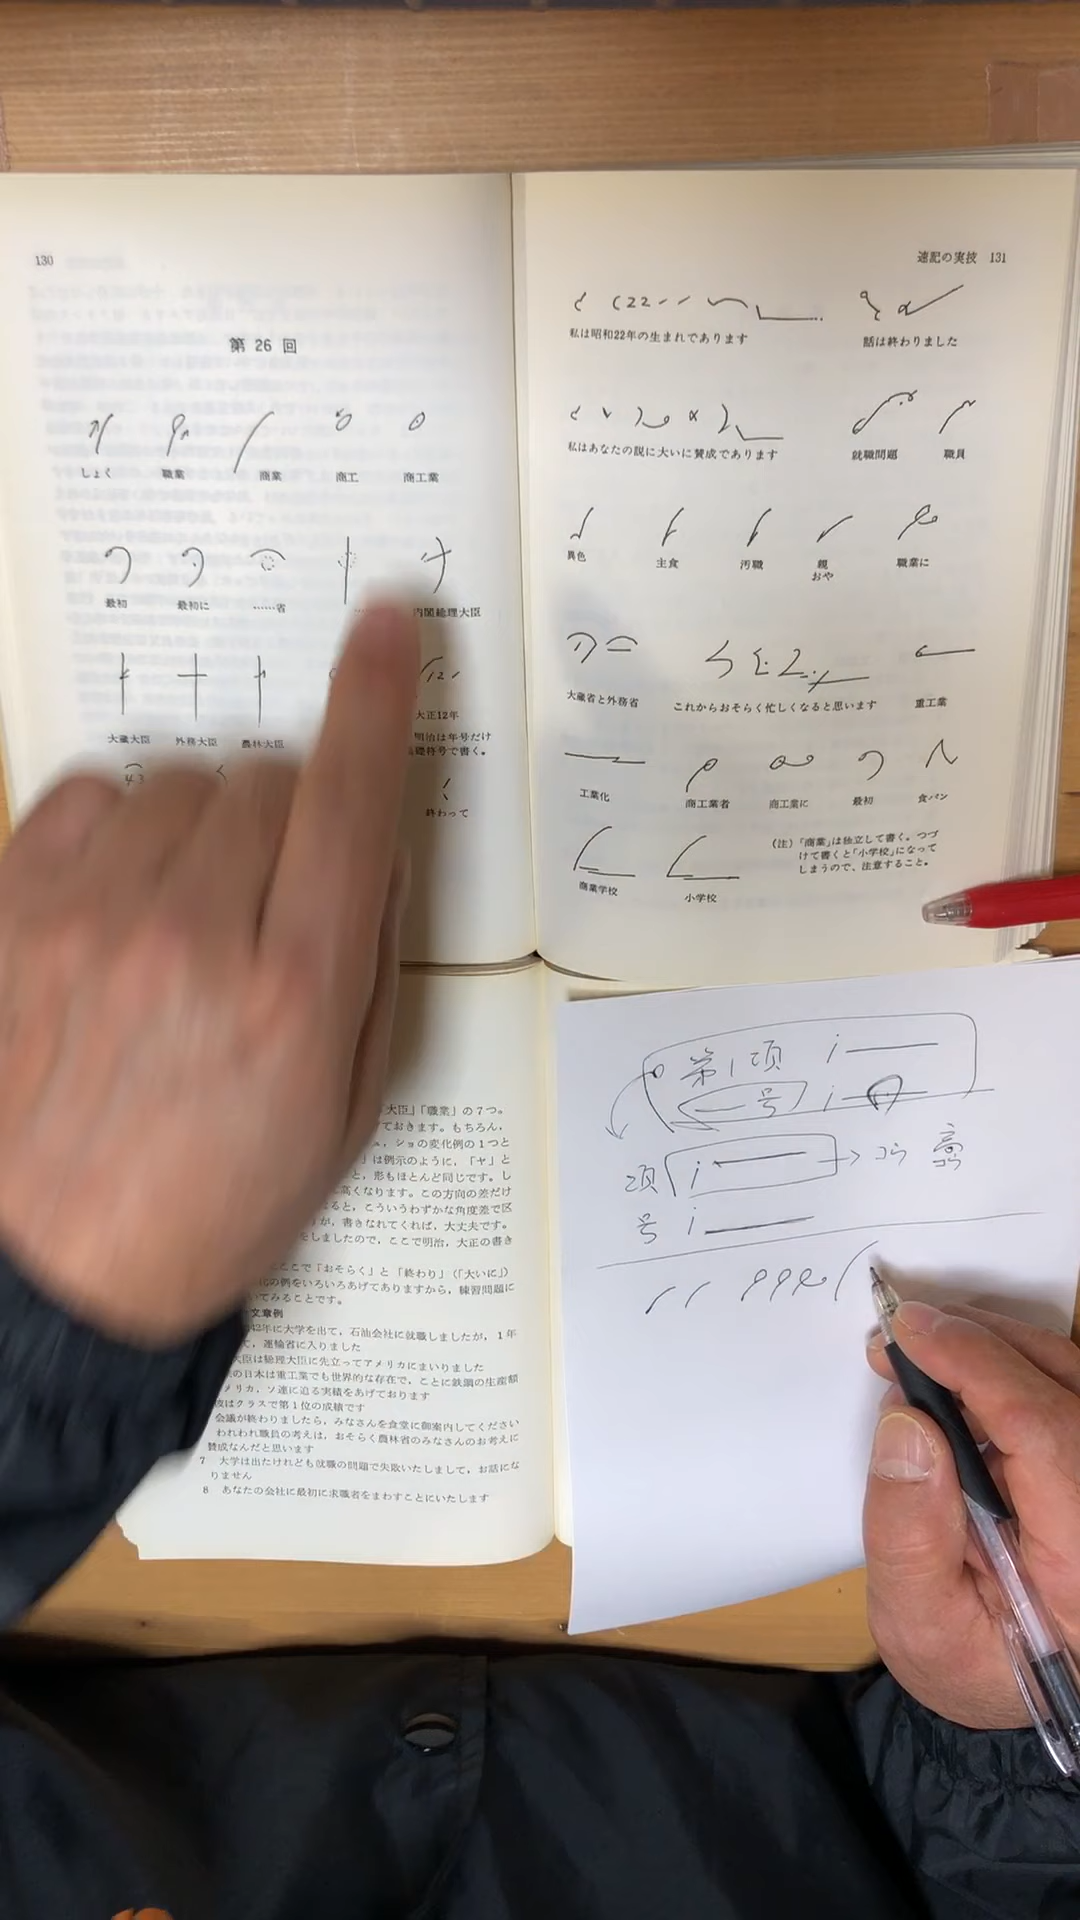 130
第 26 回
しょく 職業 商業 商工 商工業
最初 最初に ……省 …… 内閣総理大臣
大蔵大臣 外務大臣 農林大臣
大正12年
明治は年号だけ
礎符号で書く。
43
終わって
速記の実技 131
22
私は昭和22年の生まれであります 話は終わりました
私はあなたの説に大いに賛成であります 就職問題 職員
異色 主食 汚職 親 職業に
おや
大蔵省と外務省 これからおそらく忙しくなると思います 重工業
工業化 商工業者 商工業に 最初 食パン
(注)「商業」は独立して書く。つづ
けて書くと「小学校」になって
しまうので、注意すること。
商業学校 小学校
大臣」「職業」の7つ。
ておきます。もちろん,
ュ,ショの変化例の1つと
」は例示のように,「ヤ」と
と,形もほとんど同じです。し
高くなります。この方向の差だけ
ると,こういうわずかな角度差で区
が,書きなれてくれば,大丈夫です。
をしましたので,ここで明治,大正の書き
ここで「おそらく」と「終わり」(「大いに」)
化の例をいろいろあげてありますから,練習問題に
いてみることです。
文章例
42年に大学を出て,石油会社に就職しましたが,1年
て,運輸省に入りました
大臣は総理大臣に先立ってアメリカにまいりました
の日本は重工業でも世界的な存在で,ことに鉄鋼の生産額
メリカ,ソ連に迫る実績をあげております
彼はクラスで第1位の成績です
会議が終わりましたら,みなさんを食堂に御案内してください
われわれ職員の考えは,おそらく農林省のみなさんのお考えに
賛成なんだと思います
7 大学は出たけれども就職の問題で失敗いたしまして,お話にな
りません
8 あなたの会社に最初に求職者をまわすことにいたします
第1項
号
項 → コウ 高
号